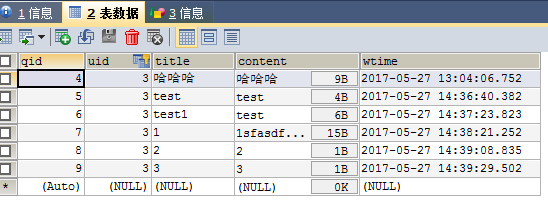 1 信息 2 表数据 3 信息
qid uid title content wtime
4 3 哈哈哈 哈哈哈 9B 2017-05-27 13:04:06.752
5 3 test test 4B 2017-05-27 14:36:40.382
6 3 test1 test 6B 2017-05-27 14:37:23.823
7 3 1 1sfasdf... 15B 2017-05-27 14:38:21.252
8 3 2 2 1B 2017-05-27 14:39:08.835
9 3 3 3 1B 2017-05-27 14:39:29.502
* (Auto) (NULL) (NULL) (NULL) 0K (NULL)